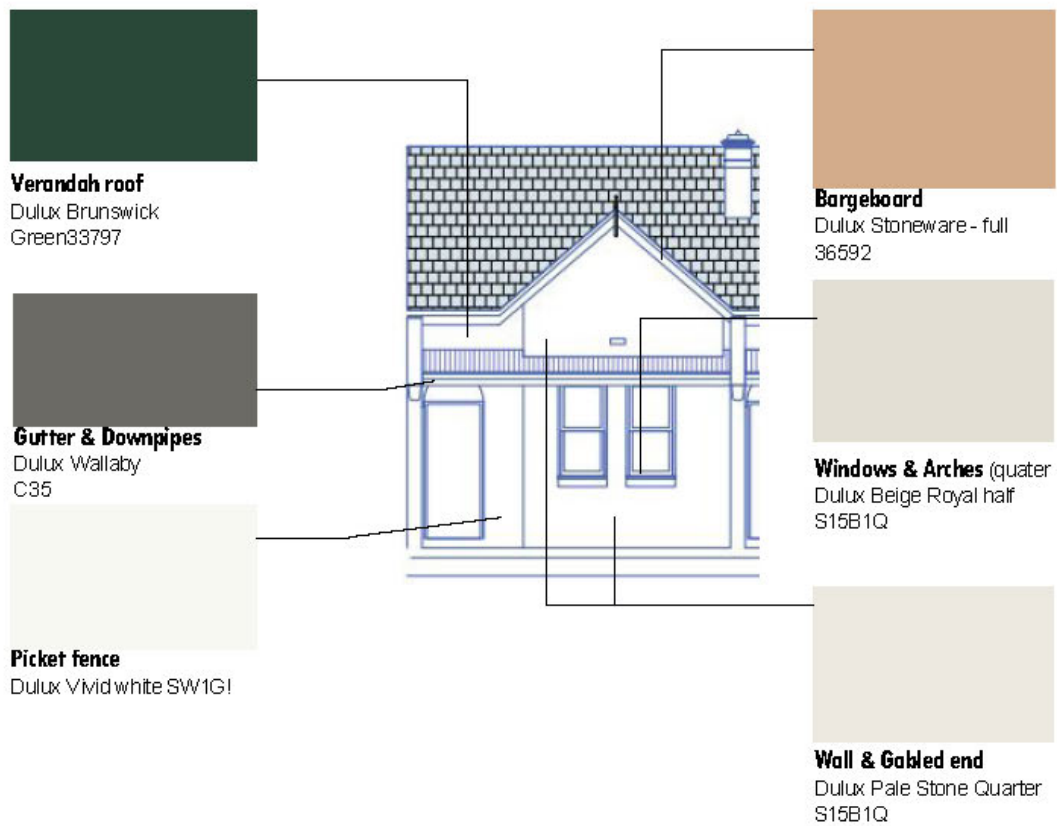 Verandah roof
Dulux Brunswick
Green33797
Gutter & Downpipes
Dulux Wallaby
C35
Picket fence
Dulux Vivid white SW1G!
Bargeboard
Dulux Stoneware - full
36592
Windows & Arches (quater
Dulux Beige Royal half
S15B1Q
Wall & Gabled end
Dulux Pale Stone Quarter
S15B1Q